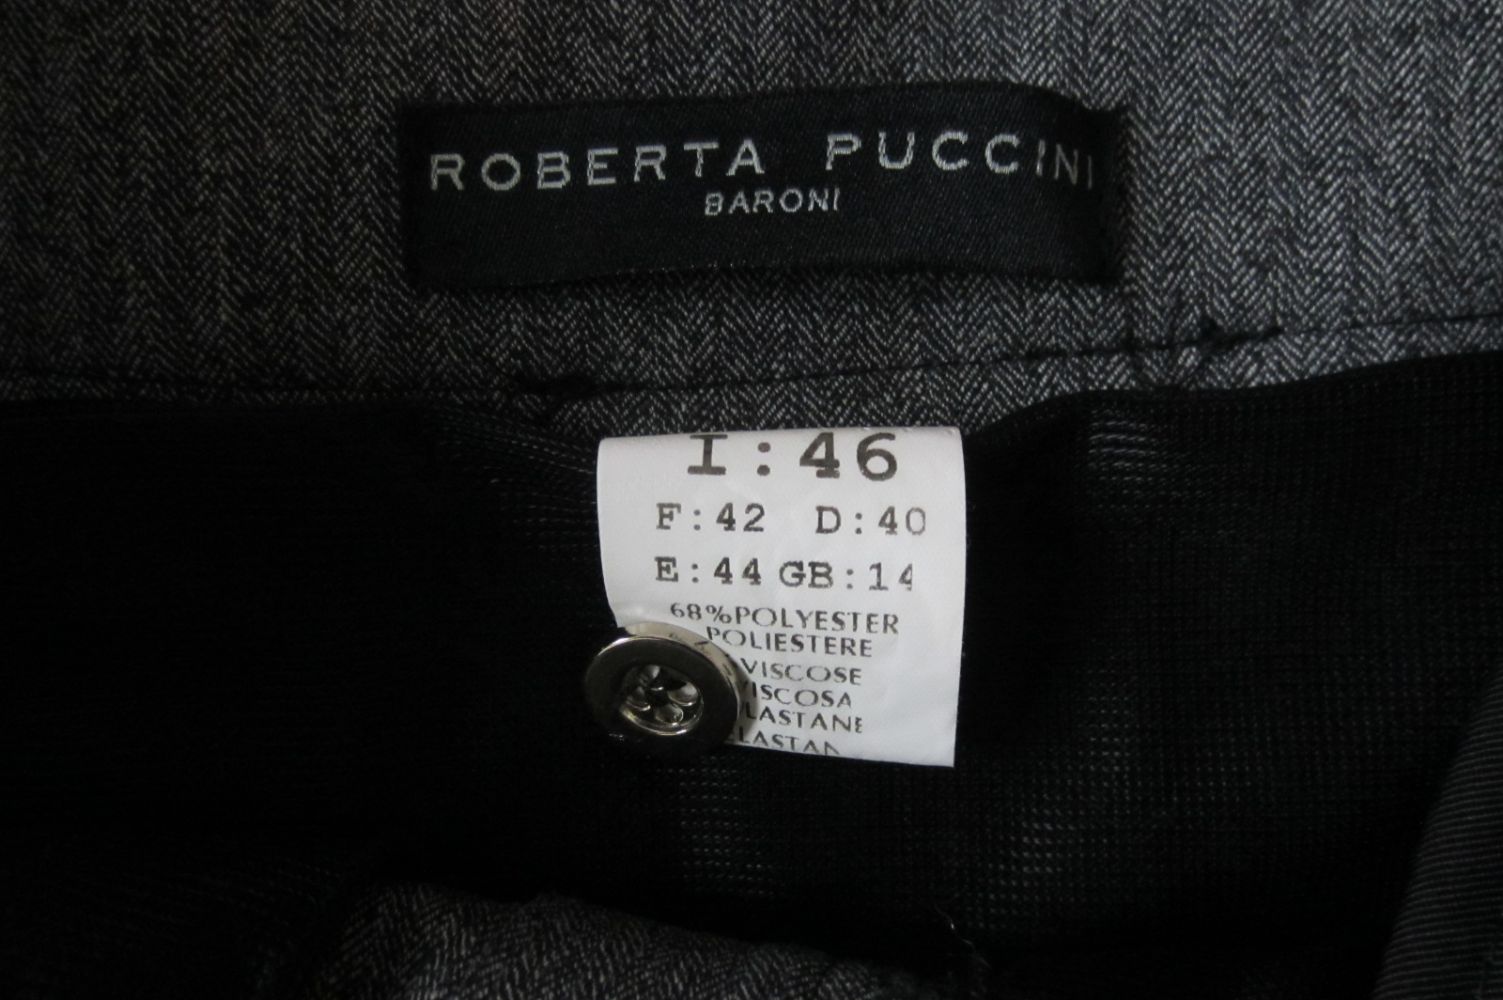 ROBERTA PUCCINI
BARONI
I:46
F:42 D:40
E:44 GB:14
68%POLYESTER
POLIESTERE
VISCOSE
VISCOSA